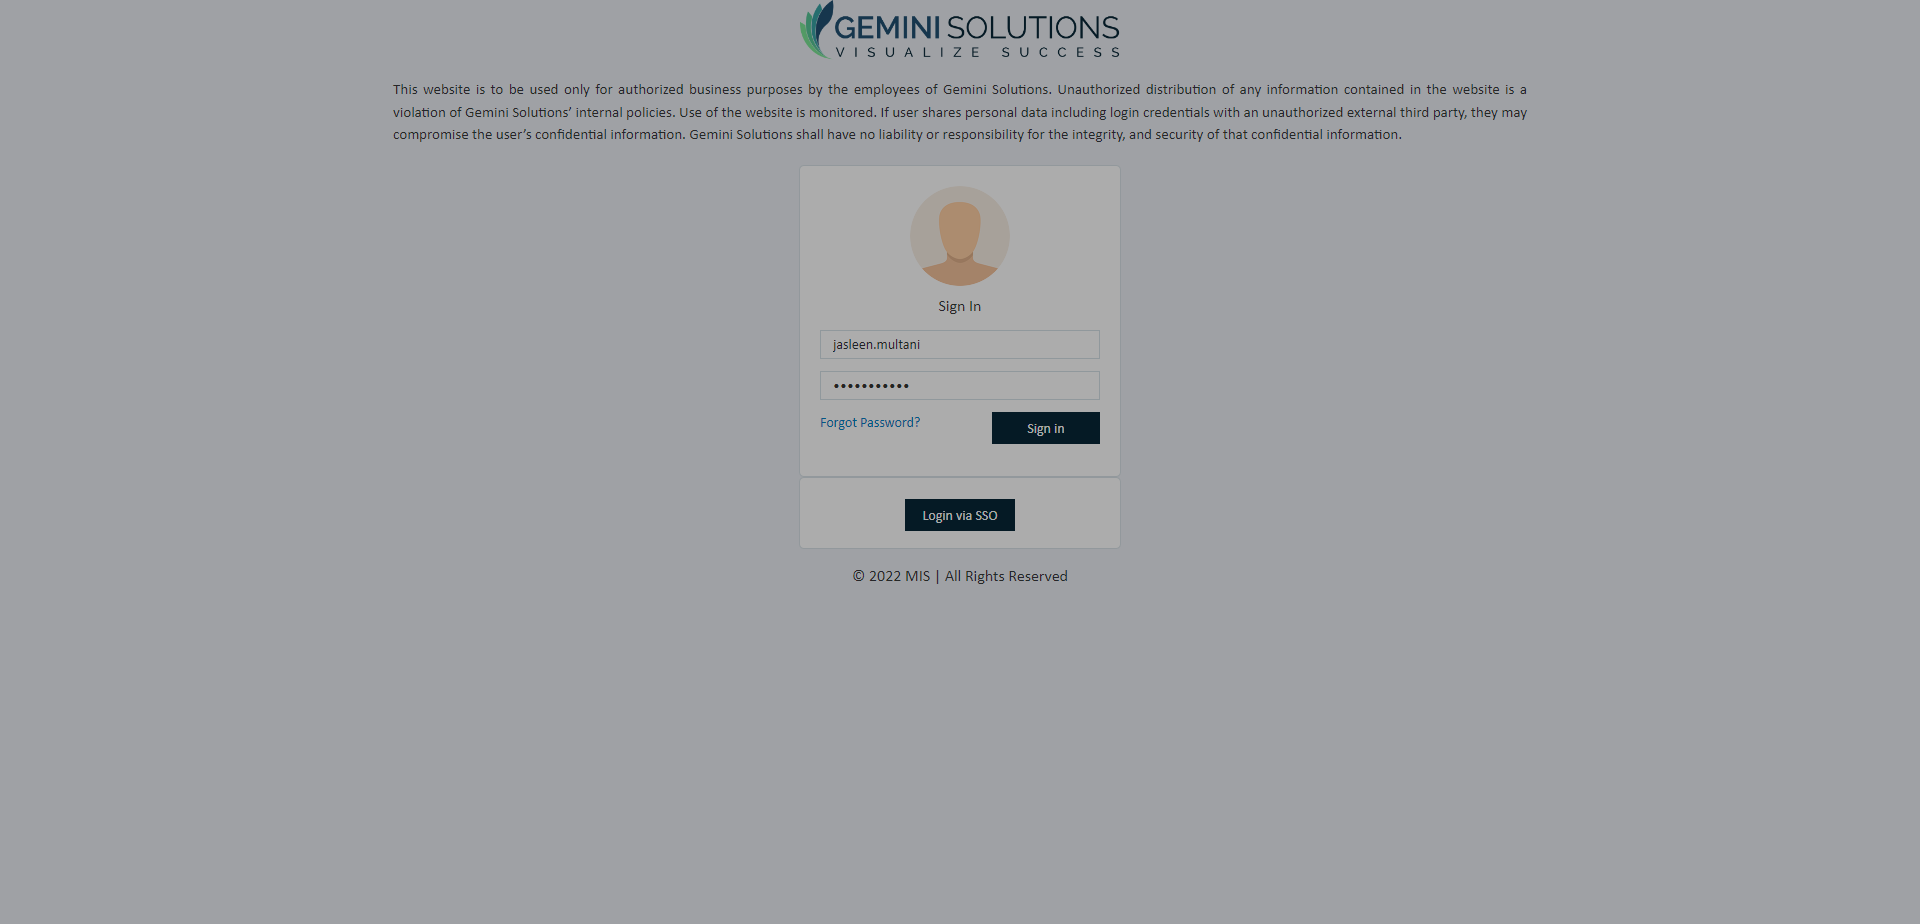 GEMINI SOLUTIONS
VISUALIZE SUCCESS
This website is to be used only for authorized business purposes by the employees of Gemini Solutions. Unauthorized distribution of any information contained in the website is a
violation of Gemini Solutions’ internal policies. Use of the website is monitored. If user shares personal data including login credentials with an unauthorized external third party, they may
compromise the user’s confidential information. Gemini Solutions shall have no liability or responsibility for the integrity, and security of that confidential information.
Sign In
jasleen.multani
•••••••••••
Forgot Password?
Sign in
Login via SSO
© 2022 MIS | All Rights Reserved